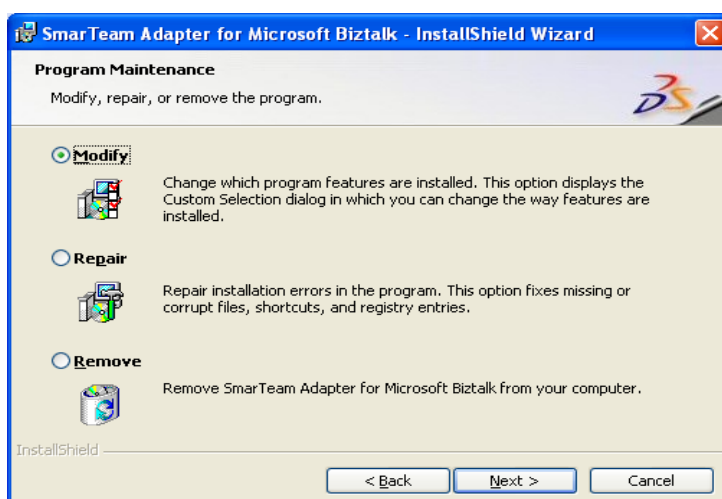 SmarTeam Adapter for Microsoft Biztalk - InstallShield Wizard
Program Maintenance
Modify, repair, or remove the program.
Modify
Change which program features are installed. This option displays the
Custom Selection dialog in which you can change the way features are
installed.
Repair
Repair installation errors in the program. This option fixes missing or
corrupt files, shortcuts, and registry entries.
Remove
Remove SmarTeam Adapter for Microsoft Biztalk from your computer.
InstallShield
< Back
Next >
Cancel